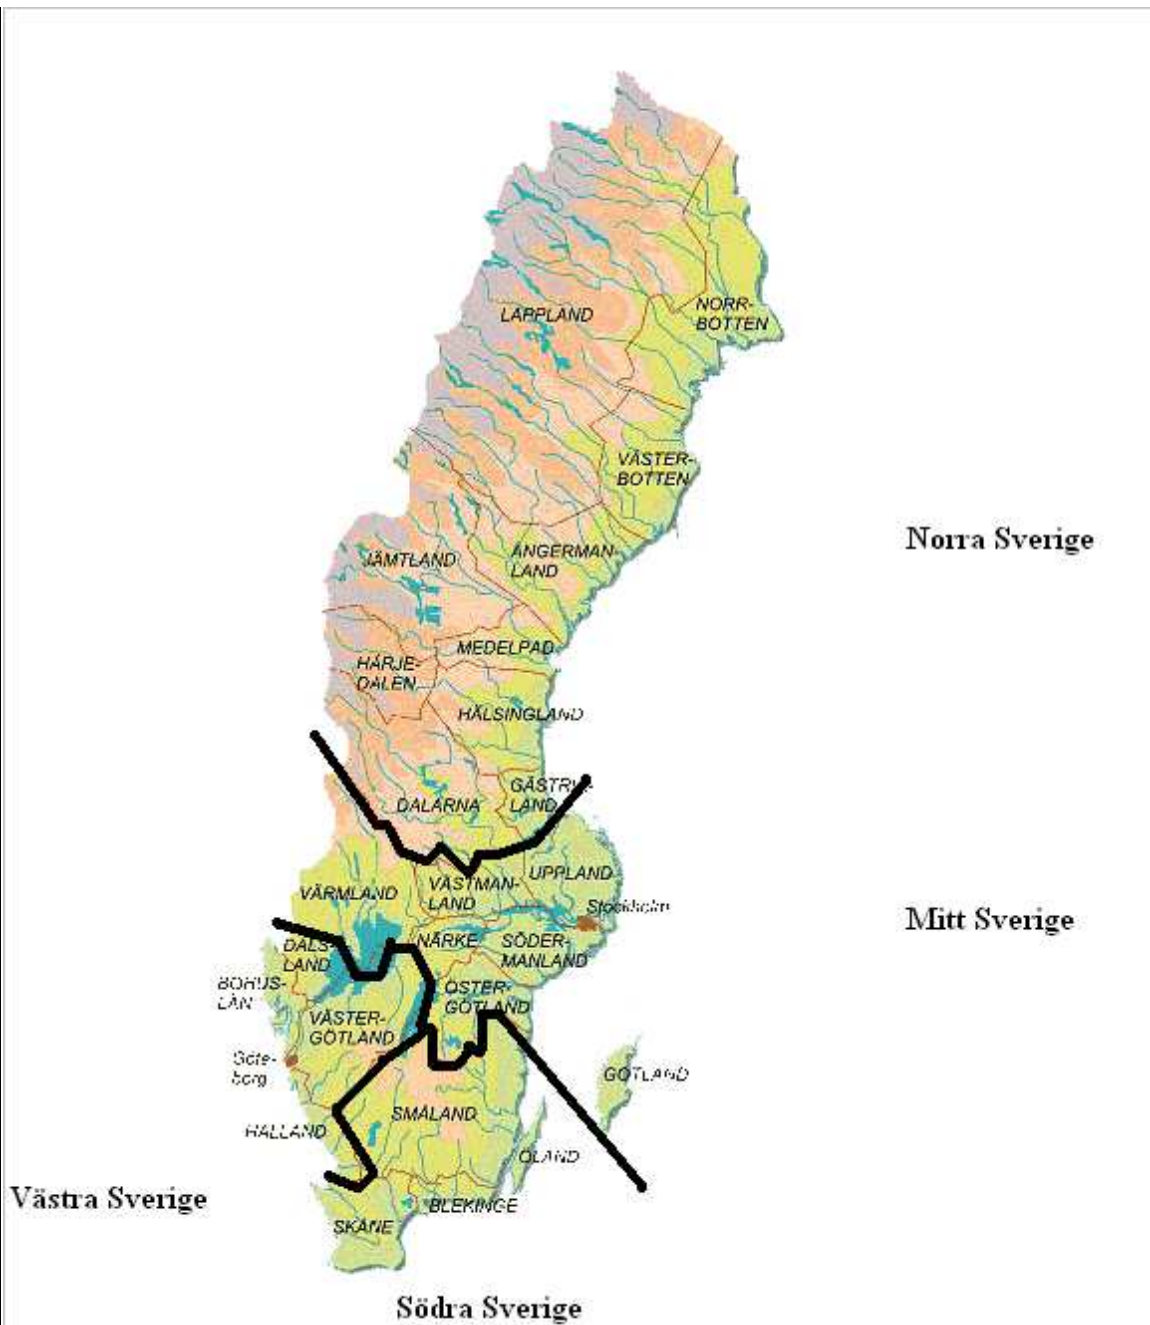 LAPPLAND
NORR-
BOTTEN
VÄSTER-
BOTTEN
Norra Sverige
JÄMTLAND
ÅNGERMAN-
LAND
MEDELPAD
HÄRJE-
DALEN
HÄLSINGLAND
DALARNA
GÄSTRIK-
LAND
UPPLAND
VÄRMLAND
VÄSTMAN-
LAND
Stockholm
Mitt Sverige
DALS-
LAND
NÄRKE
SÖDER-
MANLAND
BOHUS-
LÄN
ÖSTER-
GÖTLAND
VÄSTER-
GÖTLAND
Göte-
borg
GOTLAND
SMÅLAND
HALLAND
ÖLAND
Västra Sverige
BLEKINGE
SKÅNE
Södra Sverige